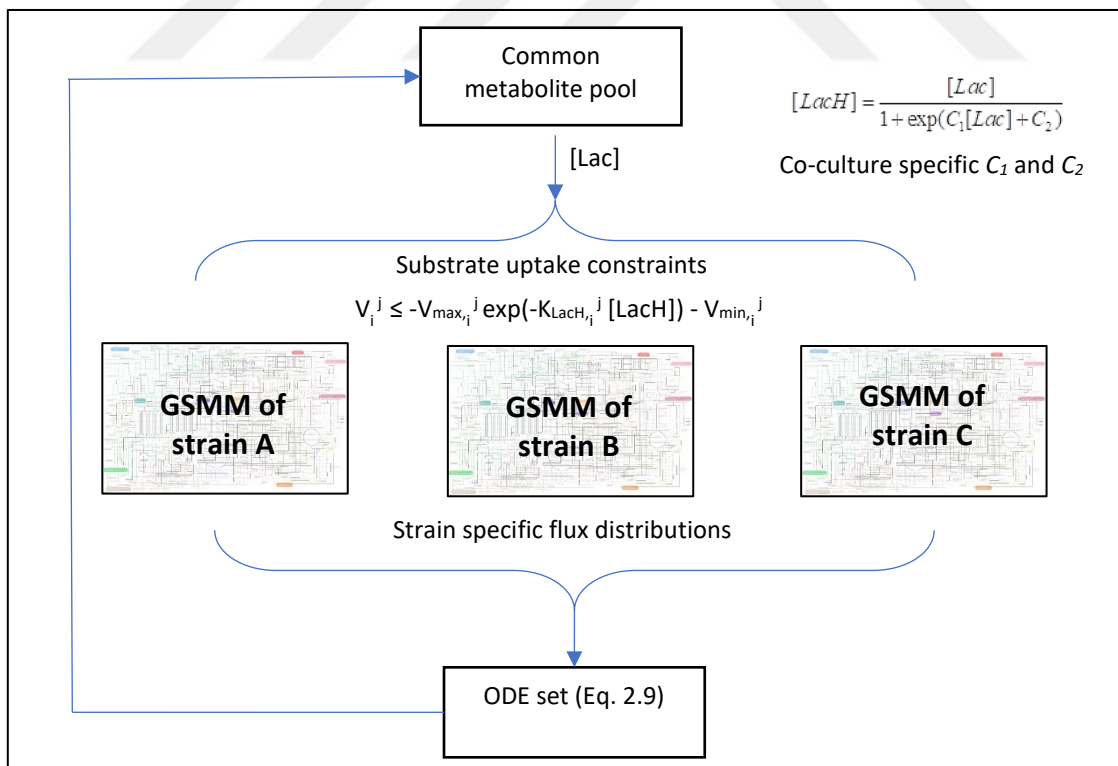 Common
metabolite pool
[LacH] = [Lac] / 1 + exp(C₁[Lac] + C₂)
Co-culture specific C₁ and C₂
[Lac]
Substrate uptake constraints
Vᵢʲ ≤ -Vmax,ᵢʲ exp(-KLacH,ᵢʲ [LacH]) - Vmin,ᵢʲ
GSMM of
strain A
GSMM of
strain B
GSMM of
strain C
Strain specific flux distributions
ODE set (Eq. 2.9)